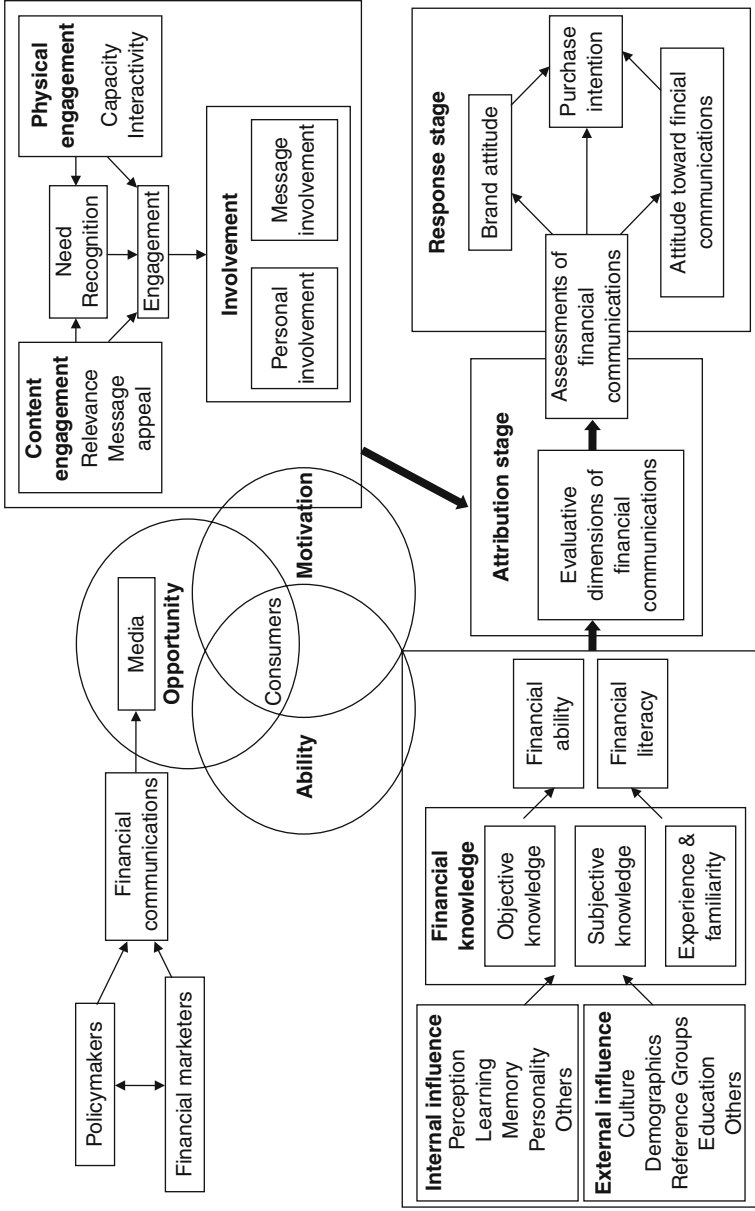 Policymakers
Financial marketers
Financial
communications
Media
Opportunity
Ability
Consumers
Motivation
Content
engagement
Relevance
Message
appeal
Need
Recognition
Engagement
Physical
engagement
Capacity
Interactivity
Involvement
Personal
involvement
Message
involvement
Internal influence
Perception
Learning
Memory
Personality
Others
External influence
Culture
Demographics
Reference Groups
Education
Others
Financial
knowledge
Objective
knowledge
Subjective
knowledge
Experience &
familiarity
Financial
ability
Financial
literacy
Attribution stage
Evaluative
dimensions of
financial
communications
Assessments of
financial
communications
Response stage
Brand attitude
Purchase
intention
Attitude toward fincial
communications